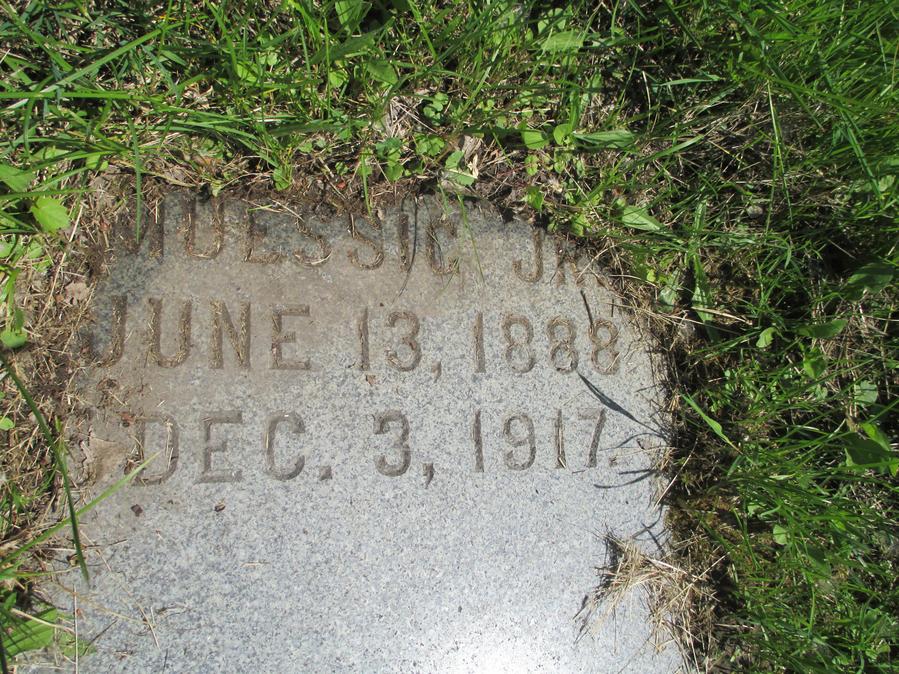 JR.
JUNE 13, 1888
DEC. 3, 1917.